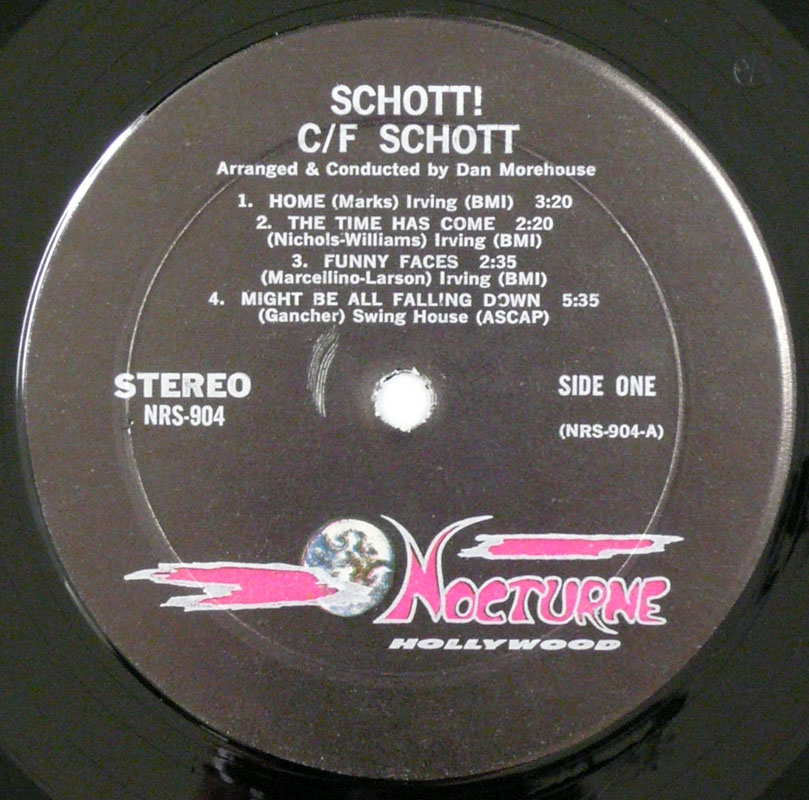 SCHOTT!
C/F SCHOTT
Arranged & Conducted by Dan Morehouse
1. HOME (Marks) Irving (BMI) 3:20
2. THE TIME HAS COME 2:20
(Nichols-Williams) Irving (BMI)
3. FUNNY FACES 2:35
(Marcellino-Larson) Irving (BMI)
4. MIGHT BE ALL FALLING DOWN 5:35
(Gancher) Swing House (ASCAP)
STEREO
NRS-904
SIDE ONE
(NRS-904-A)
NOCTURNE
HOLLYWOOD